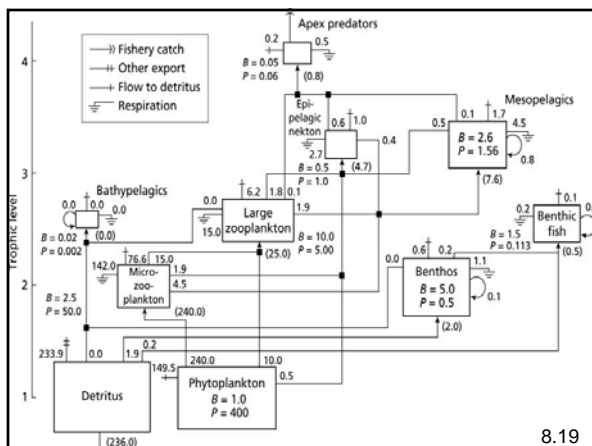 Apex predators
Fishery catch
Other export
Flow to detritus
Respiration
0.2
0.5
B = 0.05
P = 0.06
(0.8)
Epi-
pelagic
nekton
0.6
1.0
0.4
2.7
(4.7)
B = 0.5
P = 1.0
Mesopelagics
0.5
0.1
1.7
4.5
B = 2.6
P = 1.56
0.8
(7.6)
Trophic level
4
3
2
1
Bathypelagics
0.0
0.0
0.0
(0.0)
B = 0.02
P = 0.002
0.0
6.2
1.8
0.1
Large
zooplankton
1.9
15.0
B = 10.0
P = 5.00
(25.0)
0.1
0.2
Benthic
fish
B = 1.5
P = 0.113
(0.5)
142.0
76.6
15.0
Micro-
zoo-
plankton
1.9
4.5
B = 2.5
P = 50.0
(240.0)
0.0
0.6
0.2
1.1
Benthos
B = 5.0
P = 0.5
0.1
(2.0)
233.9
0.0
1.9
0.2
Detritus
(236.0)
149.5
240.0
10.0
0.5
Phytoplankton
B = 1.0
P = 400
8.19